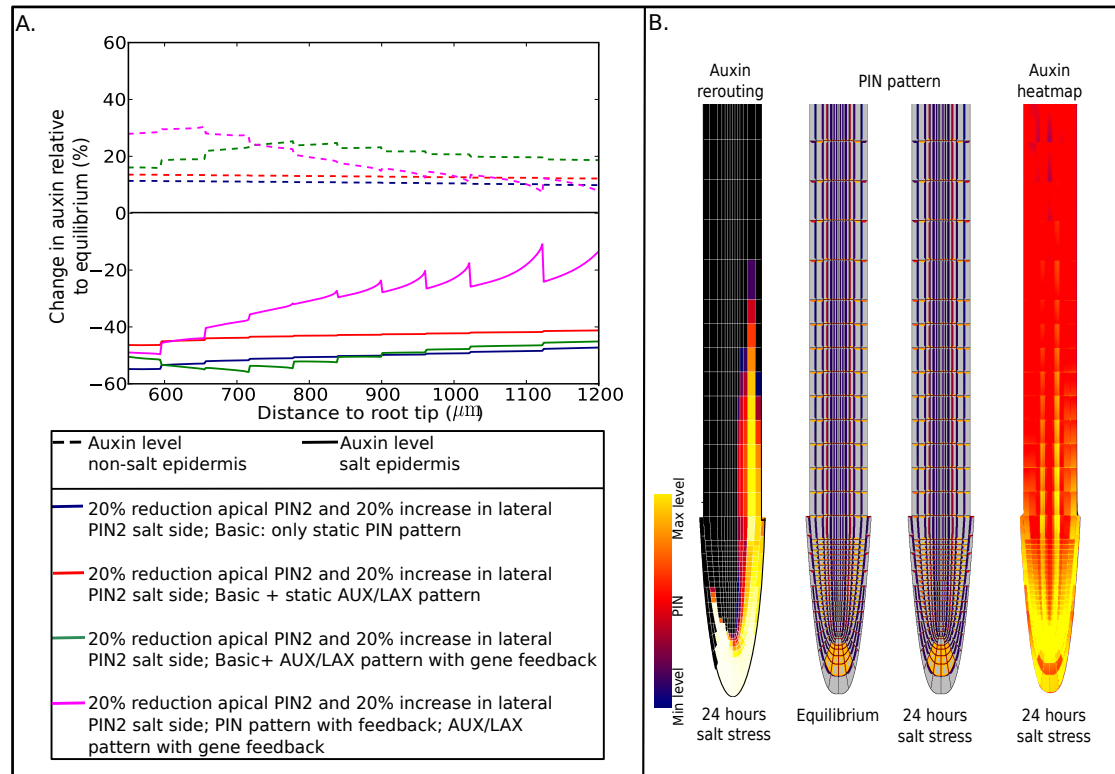 A.
60
40
20
0
−20
−40
−60
Change in auxin relative
to equilibrium (%)
600
700
800
900
1000
1100
1200
Distance to root tip (μm)
Auxin level
non-salt epidermis
Auxin level
salt epidermis
20% reduction apical PIN2 and 20% increase in lateral
PIN2 salt side; Basic: only static PIN pattern
20% reduction apical PIN2 and 20% increase in lateral
PIN2 salt side; Basic + static AUX/LAX pattern
20% reduction apical PIN2 and 20% increase in lateral
PIN2 salt side; Basic+ AUX/LAX pattern with gene feedback
20% reduction apical PIN2 and 20% increase in lateral
PIN2 salt side; PIN pattern with feedback; AUX/LAX
pattern with gene feedback
B.
Auxin
rerouting
PIN pattern
Auxin
heatmap
Max level
PIN
Min level
24 hours
salt stress
Equilibrium
24 hours
salt stress
24 hours
salt stress